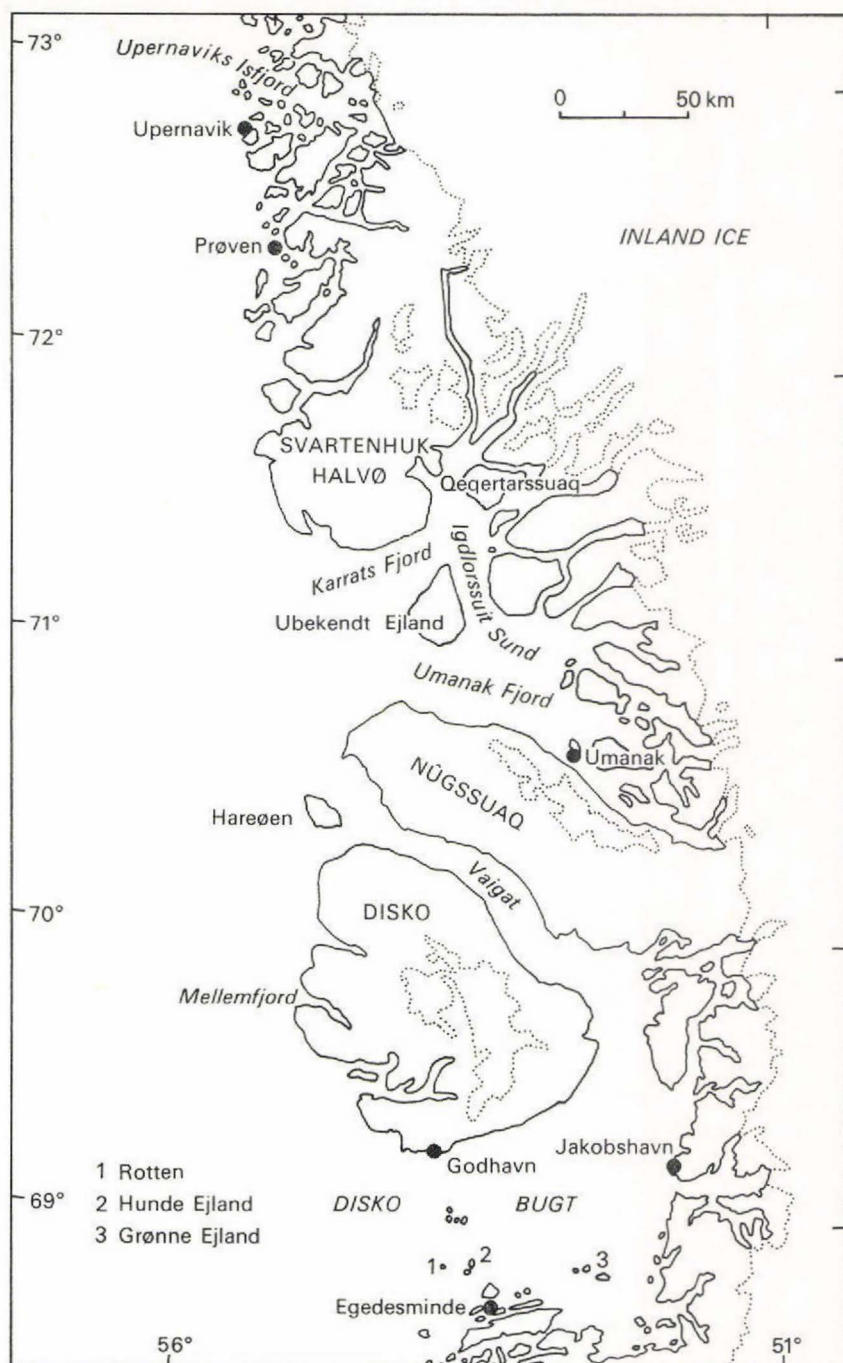 73°
Upernaviks Isfjord
0 50 km
Upernavik
INLAND ICE
Prøven
72°
SVARTENHUK
HALVØ
Qeqertarssuaq
Karrats Fjord
Igdlorssuit Sund
71°
Ubekendt Ejland
Umanak Fjord
Umanak
NÛGSSUAQ
Hareøen
Vaigat
70°
DISKO
Mellemfjord
Jakobshavn
Godhavn
1 Rotten
69°
2 Hunde Ejland
DISKO BUGT
3 Grønne Ejland
1 2 3
Egedesminde
56° 51°